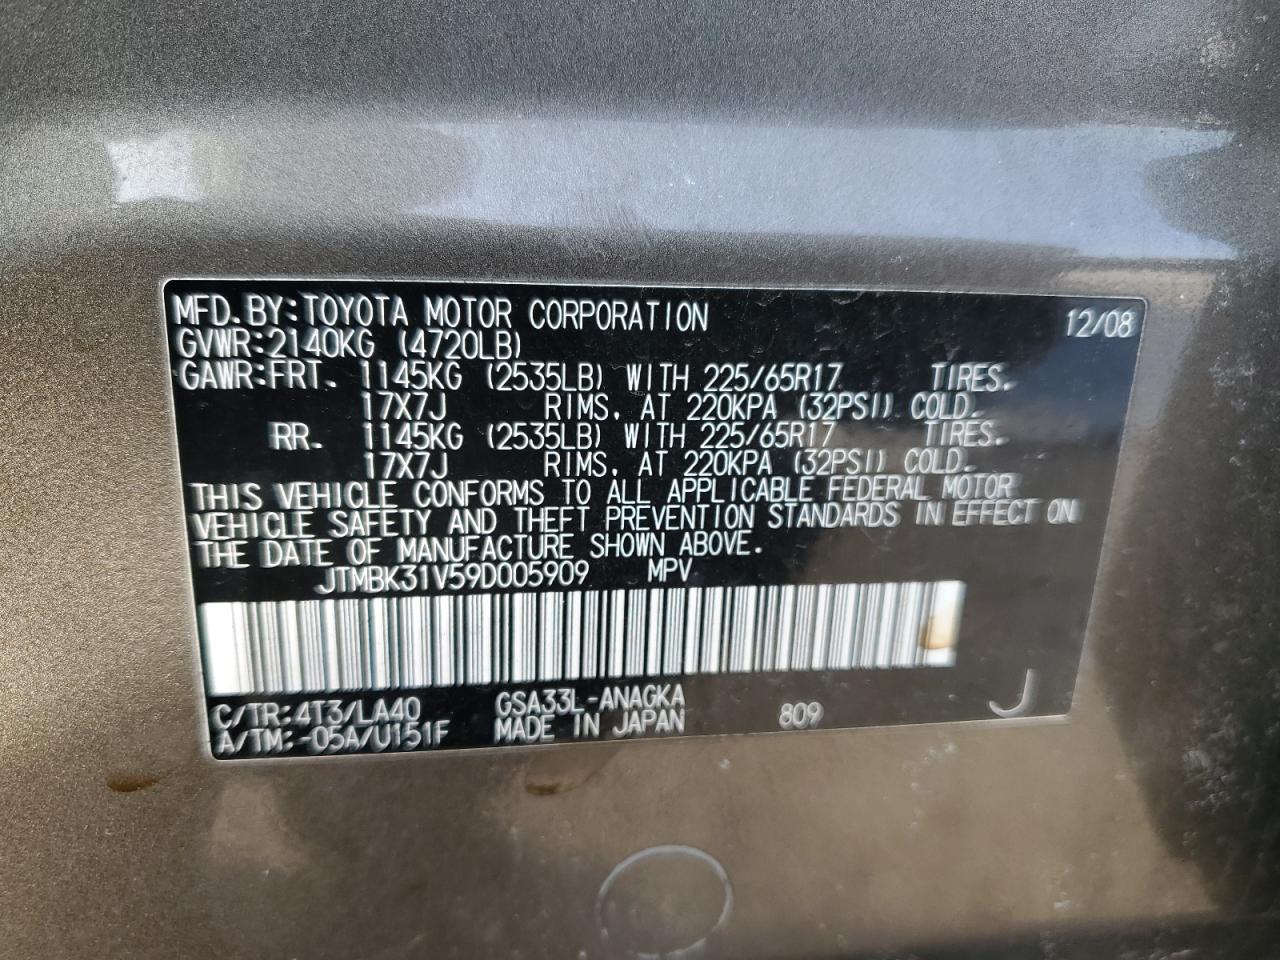 MFD. BY: TOYOTA MOTOR CORPORATION 12/08
GVWR: 2140KG (4720LB)
GAWR: FRT. 1145KG (2535LB) WITH 225/65R17 TIRES.
17X7J RIMS, AT 220KPA (32PSI) COLD.
RR. 1145KG (2535LB) WITH 225/65R17 TIRES.
17X7J RIMS, AT 220KPA (32PSI) COLD.
THIS VEHICLE CONFORMS TO ALL APPLICABLE FEDERAL MOTOR
VEHICLE SAFETY AND THEFT PREVENTION STANDARDS IN EFFECT ON
THE DATE OF MANUFACTURE SHOWN ABOVE.
JTMBK31V59D005909 MPV
C/TR: 4T3/LA40 GSA33L-ANAGKA
A/TM: -05A/U151F MADE IN JAPAN 809 J